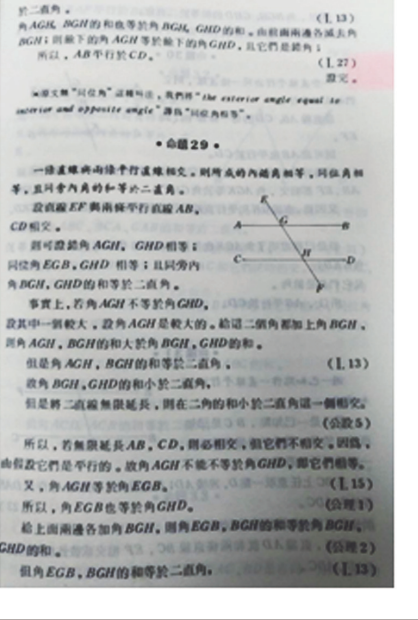 於二直角。 (I. 13)
角AGH, BGH的和也等於角BGH, GHD的和。由前面兩邊各減去角
BGH；則餘下的角AGH等於餘下的角GHD，且它們是錯角；
所以，AB平行於CD。 (I. 27)
證完。
"the exterior angle equal to
interior and opposite angle" 譯為"同位角相等"。
• 命題29 •
一條直線與兩條平行直線相交，則所成的內錯角相等，同位角相
等，且同旁內角的和等於二直角。
設直線EF與兩條平行直線AB,
CD相交。
則可證錯角AGH, GHD相等；
同位角EGB, GHD 相等；且同旁內
角BGH, GHD的和等於二直角。
E
G
A
B
H
C
D
F
事實上，若角AGH不等於角GHD,
設其中一個較大，設角AGH是較大的。給這二個角都加上角BGH,
則角AGH, BGH的和大於角BGH, GHD的和。
但是角AGH, BGH的和等於二直角。 (I. 13)
故角BGH, GHD的和小於二直角。
但是將二直線無限延長，則在二角的和小於二直角這一側相交。
(公設5)
所以，若無限延長AB, CD，則必相交，但它們不相交。因為，
由假設它們是平行的。故角AGH不能不等於角GHD，即它們相等。
又，角AGH等於角EGB。 (I. 15)
所以，角EGB也等於角GHD。 (公理1)
給上面兩邊各加角BGH，則角EGB, BGH的和等於角BGH,
GHD的和。 (公理2)
但角EGB, BGH的和等於二直角。 (I. 13)